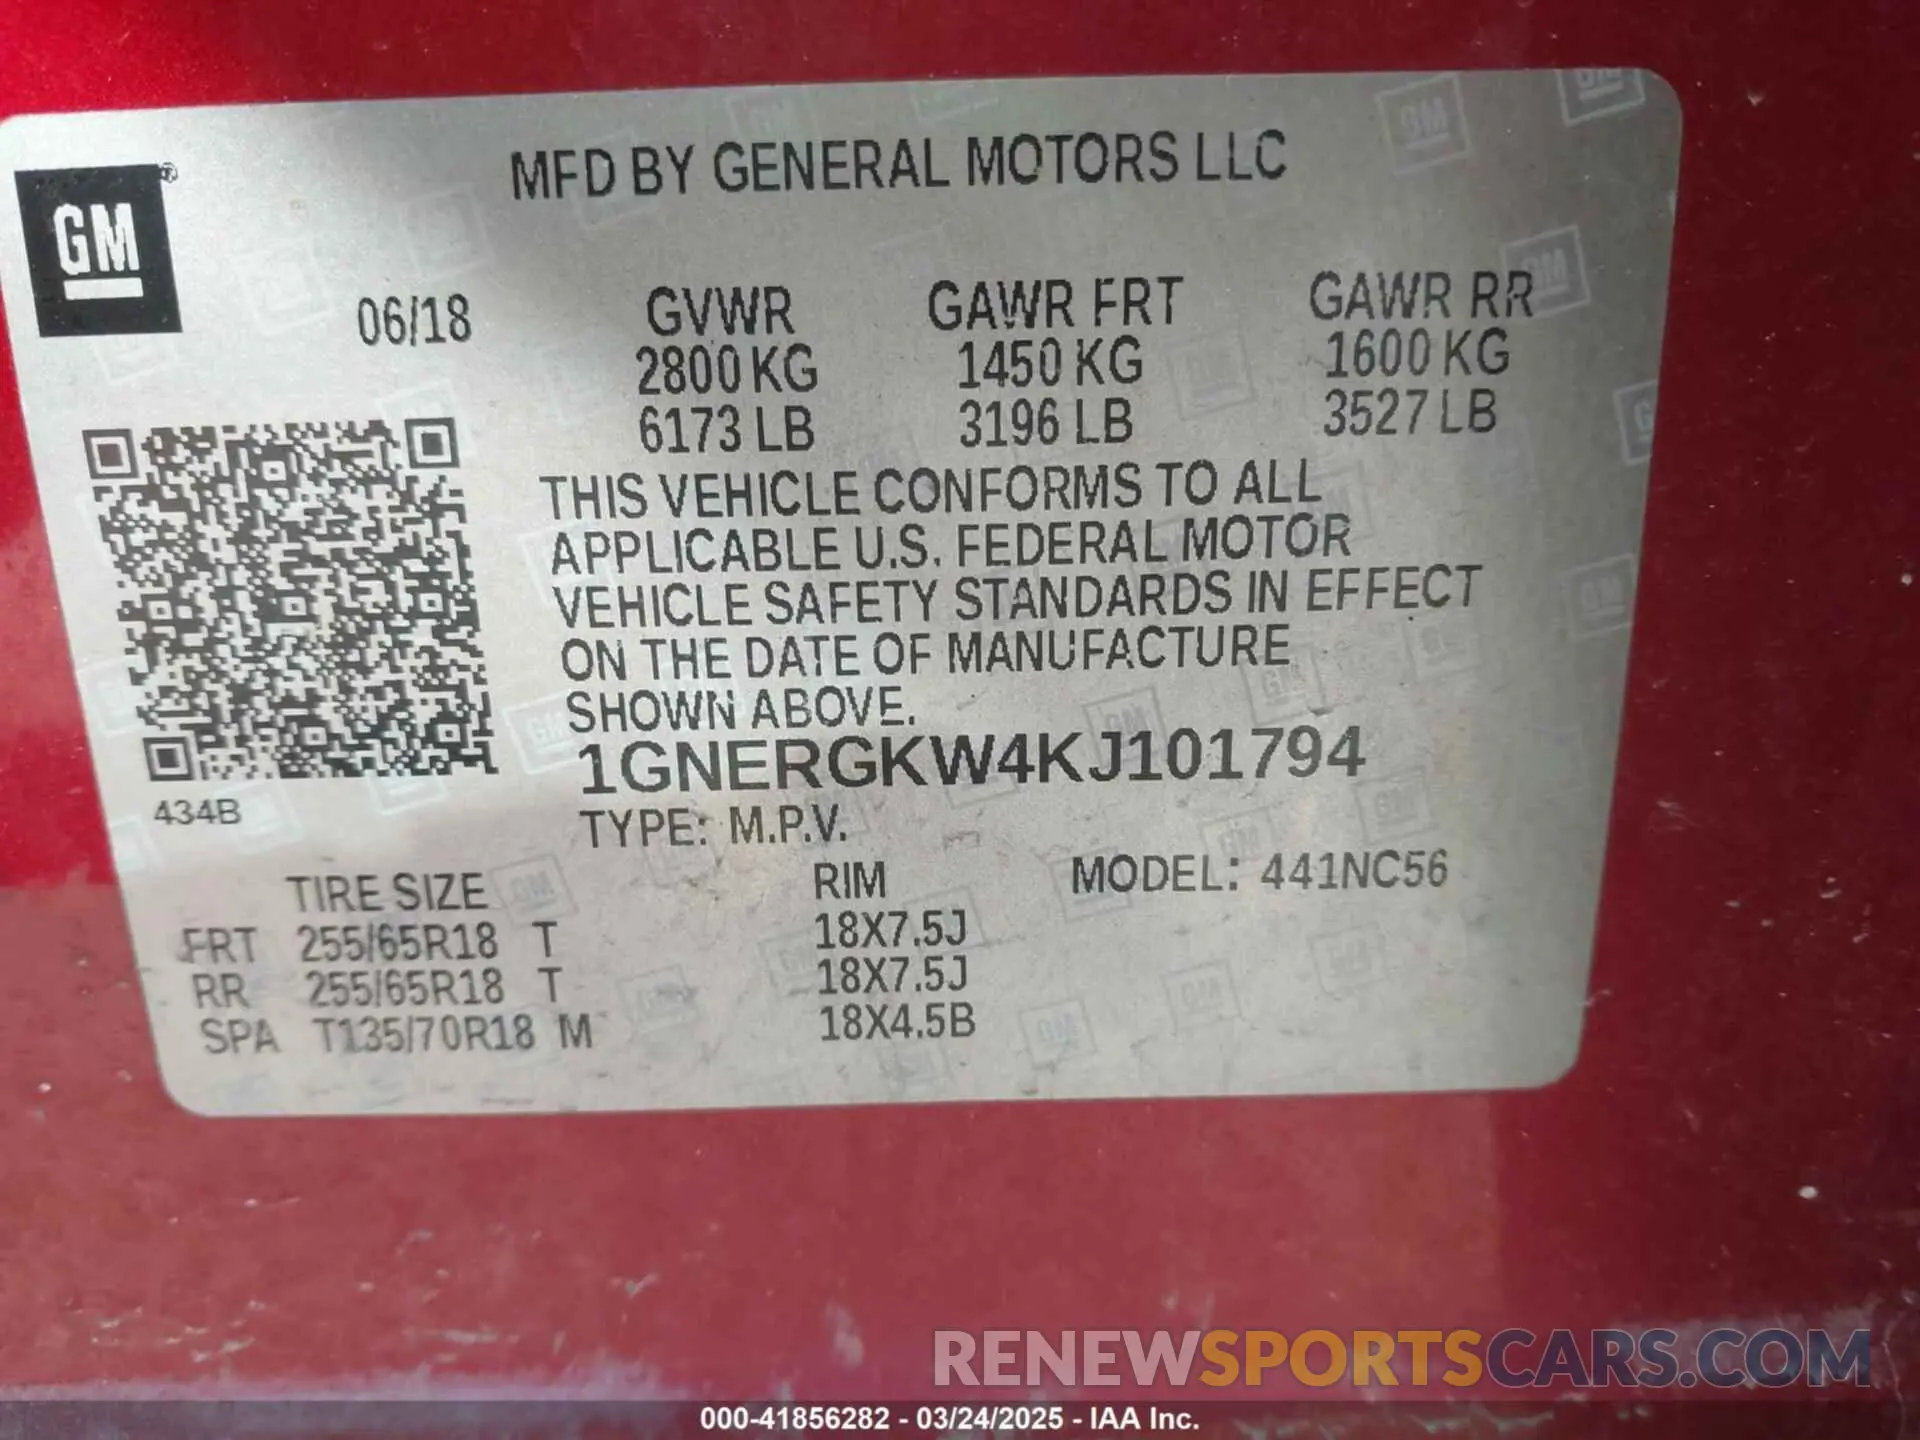 MFD BY GENERAL MOTORS LLC
GM®
06/18 GVWR GAWR FRT GAWR RR
2800 KG 1450 KG 1600 KG
6173 LB 3196 LB 3527 LB
THIS VEHICLE CONFORMS TO ALL
APPLICABLE U.S. FEDERAL MOTOR
VEHICLE SAFETY STANDARDS IN EFFECT
ON THE DATE OF MANUFACTURE
SHOWN ABOVE.
1GNERGKW4KJ101794
434B
TYPE: M.P.V.
TIRE SIZE RIM MODEL: 441NC56
FRT 255/65R18 T 18X7.5J
RR 255/65R18 T 18X7.5J
SPA T135/70R18 M 18X4.5B
RENEWSPORTSCARS.COM
000-41856282 - 03/24/2025 - IAA Inc.